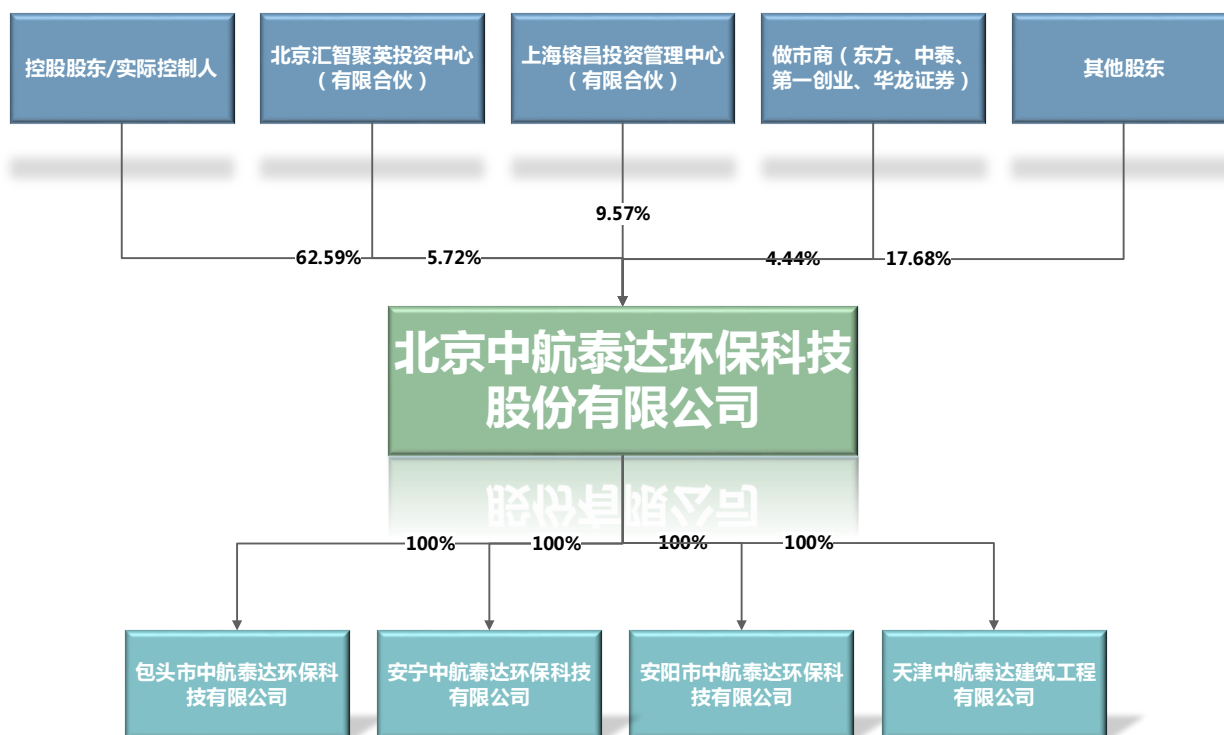 控股股东/实际控制人
北京汇智聚英投资中心
（有限合伙）
上海镕昌投资管理中心
（有限合伙）
做市商（东方、中泰、
第一创业、华龙证券）
其他股东
9.57%
62.59%
5.72%
4.44%
17.68%
北京中航泰达环保科技
股份有限公司
100%
100%
100%
100%
包头市中航泰达环保科
技有限公司
安宁中航泰达环保科技
有限公司
安阳市中航泰达环保科
技有限公司
天津中航泰达建筑工程
有限公司